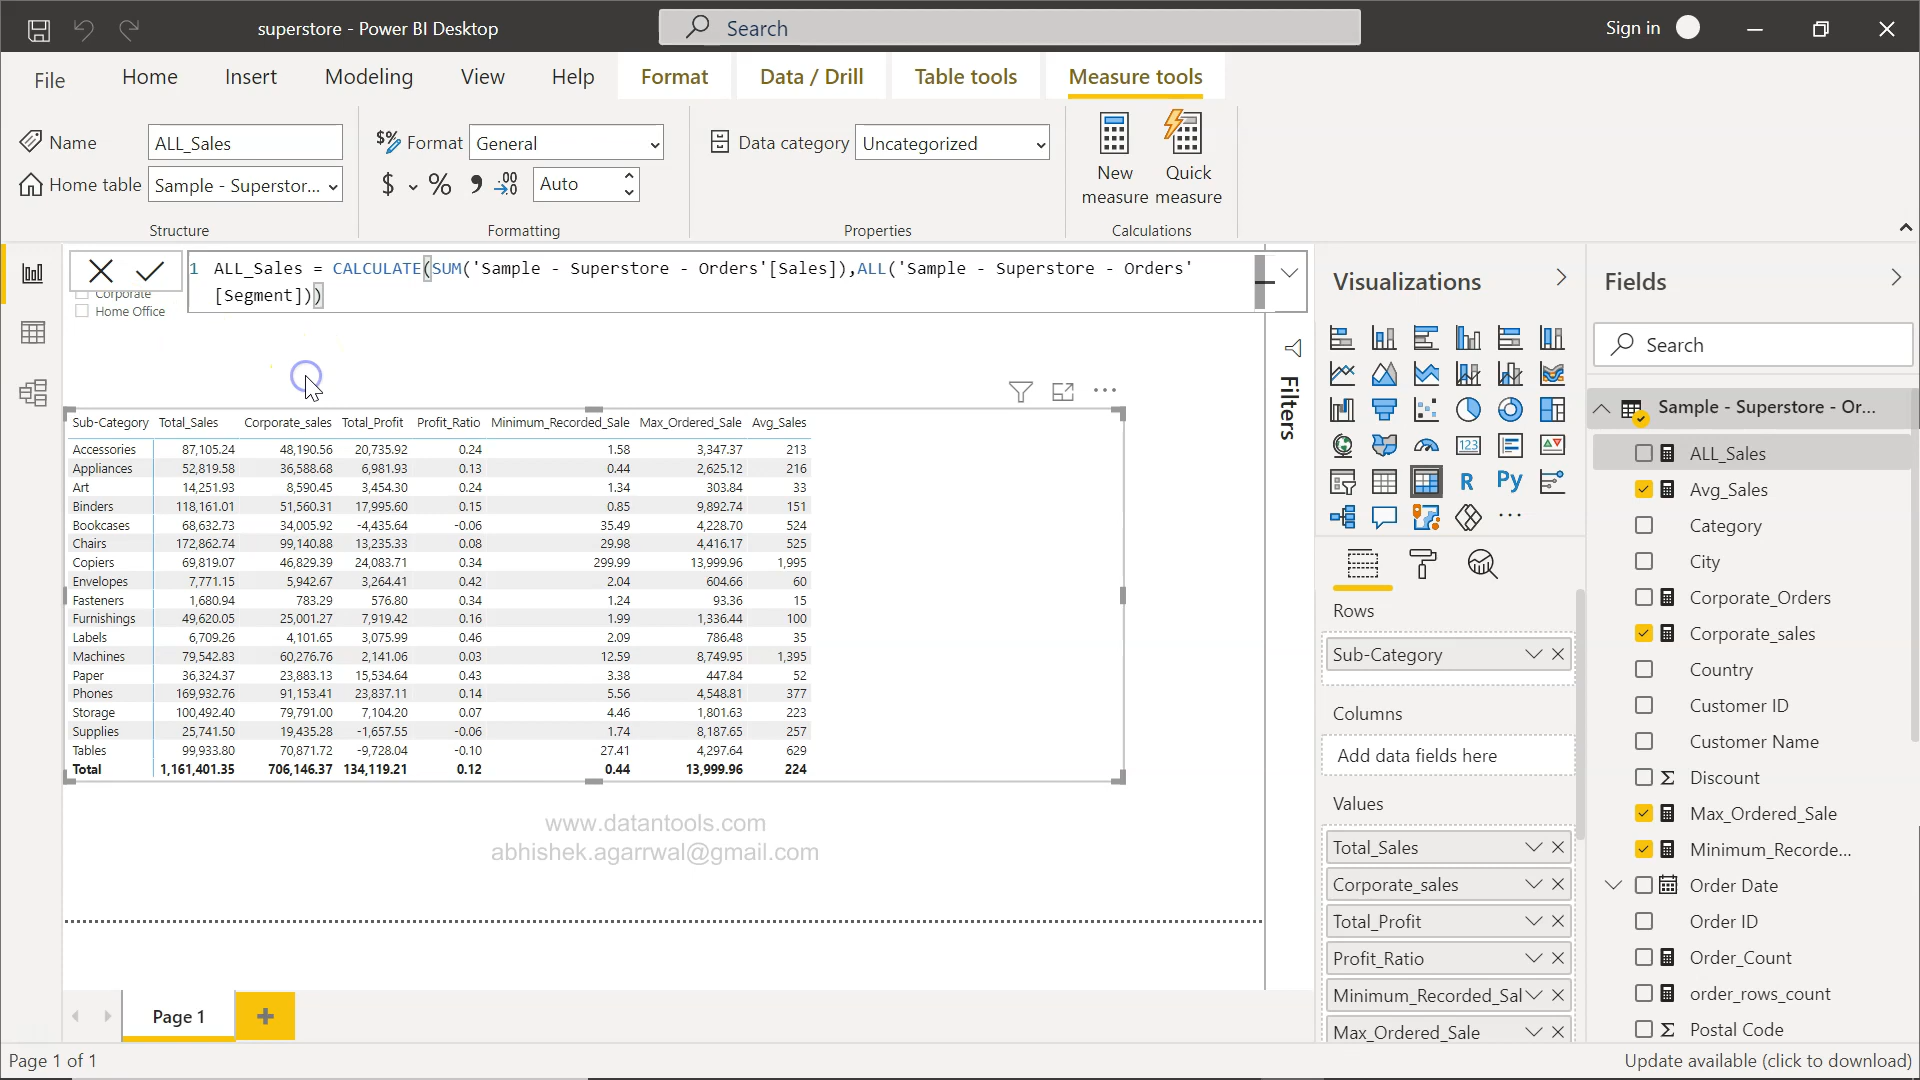 superstore - Power BI Desktop
Search
Sign in
File
Home
Insert
Modeling
View
Help
Format
Data / Drill
Table tools
Measure tools
Name
ALL_Sales
Home table
Sample - Superstor...
Structure
$% Format
General
$ % 9 .00 Auto
Formatting
Data category
Uncategorized
Properties
New measure
Quick measure
Calculations
1 ALL_Sales = CALCULATE(SUM('Sample - Superstore - Orders'[Sales]),ALL('Sample - Superstore - Orders'
[Segment]))
Corporate
Home Office
Sub-Category Total_Sales Corporate_sales Total_Profit Profit_Ratio Minimum_Recorded_Sale Max_Ordered_Sale Avg_Sales
Accessories 87,105.24 48,190.56 20,735.92 0.24 1.58 3,347.37 213
Appliances 52,819.58 36,588.68 6,981.93 0.13 0.44 2,625.12 216
Art 14,251.93 8,590.45 3,454.30 0.24 1.34 303.84 33
Binders 118,161.01 51,560.31 17,995.60 0.15 0.85 9,892.74 151
Bookcases 68,632.73 34,005.92 -4,435.64 -0.06 35.49 4,228.70 524
Chairs 172,862.74 99,140.88 13,235.33 0.08 29.98 4,416.17 525
Copiers 69,819.07 46,829.39 24,083.71 0.34 299.99 13,999.96 1,995
Envelopes 7,771.15 5,942.67 3,264.41 0.42 2.04 604.66 60
Fasteners 1,680.94 783.29 576.80 0.34 1.24 93.36 15
Furnishings 49,620.05 25,001.27 7,919.42 0.16 1.99 1,336.44 100
Labels 6,709.26 4,101.65 3,075.99 0.46 2.09 786.48 35
Machines 79,542.83 60,276.76 2,141.06 0.03 12.59 8,749.95 1,395
Paper 36,324.37 23,883.13 15,534.64 0.43 3.38 447.84 52
Phones 169,932.76 91,153.41 23,837.11 0.14 5.56 4,548.81 377
Storage 100,492.40 79,791.00 7,104.20 0.07 4.46 1,801.63 223
Supplies 25,741.50 19,435.28 -1,657.55 -0.06 1.74 8,187.65 257
Tables 99,933.80 70,871.72 -9,728.04 -0.10 27.41 4,297.64 629
Total 1,161,401.35 706,146.37 134,119.21 0.12 0.44 13,999.96 224
www.datantools.com
abhishek.agarrwal@gmail.com
Filters
Visualizations
123
R
Py
Rows
Sub-Category
Columns
Add data fields here
Values
Total_Sales
Corporate_sales
Total_Profit
Profit_Ratio
Minimum_Recorded_Sal
Max_Ordered_Sale
Fields
Search
Sample - Superstore - Or...
ALL_Sales
Avg_Sales
Category
City
Corporate_Orders
Corporate_sales
Country
Customer ID
Customer Name
Σ Discount
Max_Ordered_Sale
Minimum_Recorde...
Order Date
Order ID
Order_Count
order_rows_count
Σ Postal Code
Page 1
Page 1 of 1
Update available (click to download)